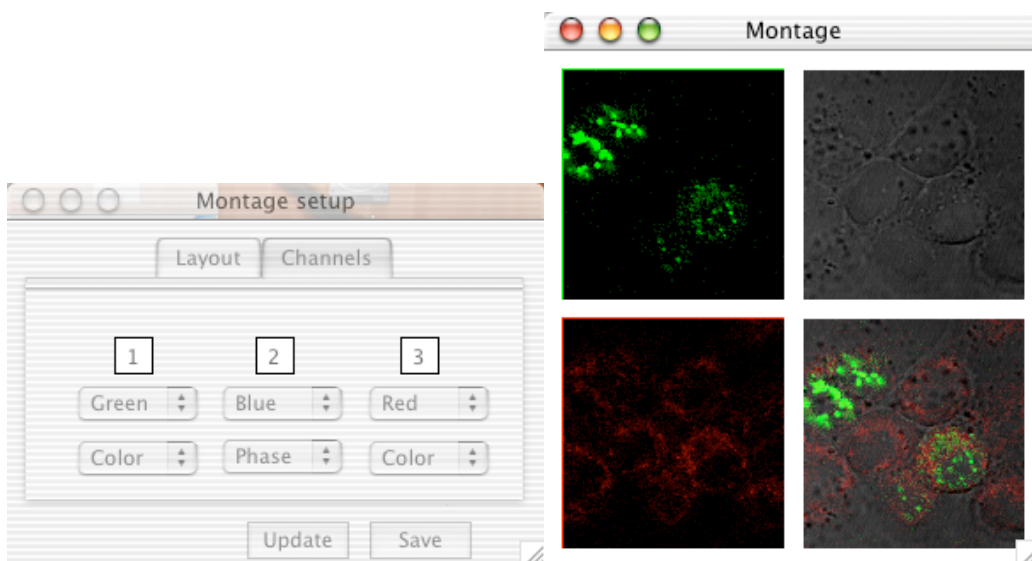 Montage
Montage setup
Layout Channels
1 2 3
Green Blue Red
Color Phase Color
Update Save